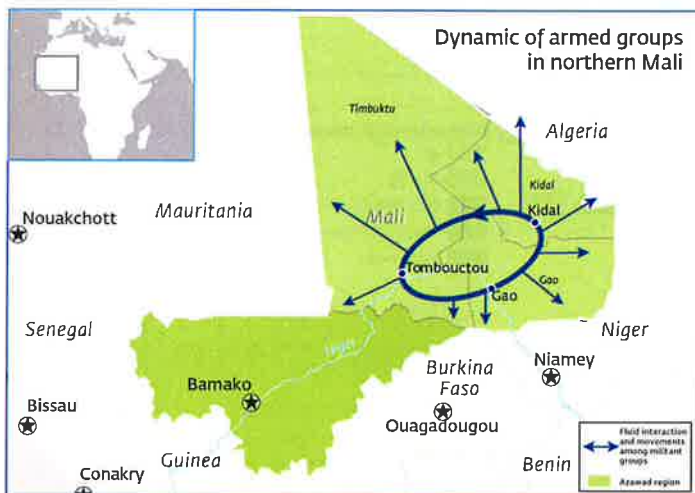 Dynamic of armed groups
in northern Mali
Timbuktu
Algeria
Kidal
Kidal
Nouakchott
Mauritania
Mali
Tombouctou
Gao
Gao
Senegal
Niger
Burkina
Faso
Niamey
Bamako
Bissau
Ouagadougou
Guinea
Benin
Conakry
Fluid interaction
and movements
among militant
groups
Azawad region